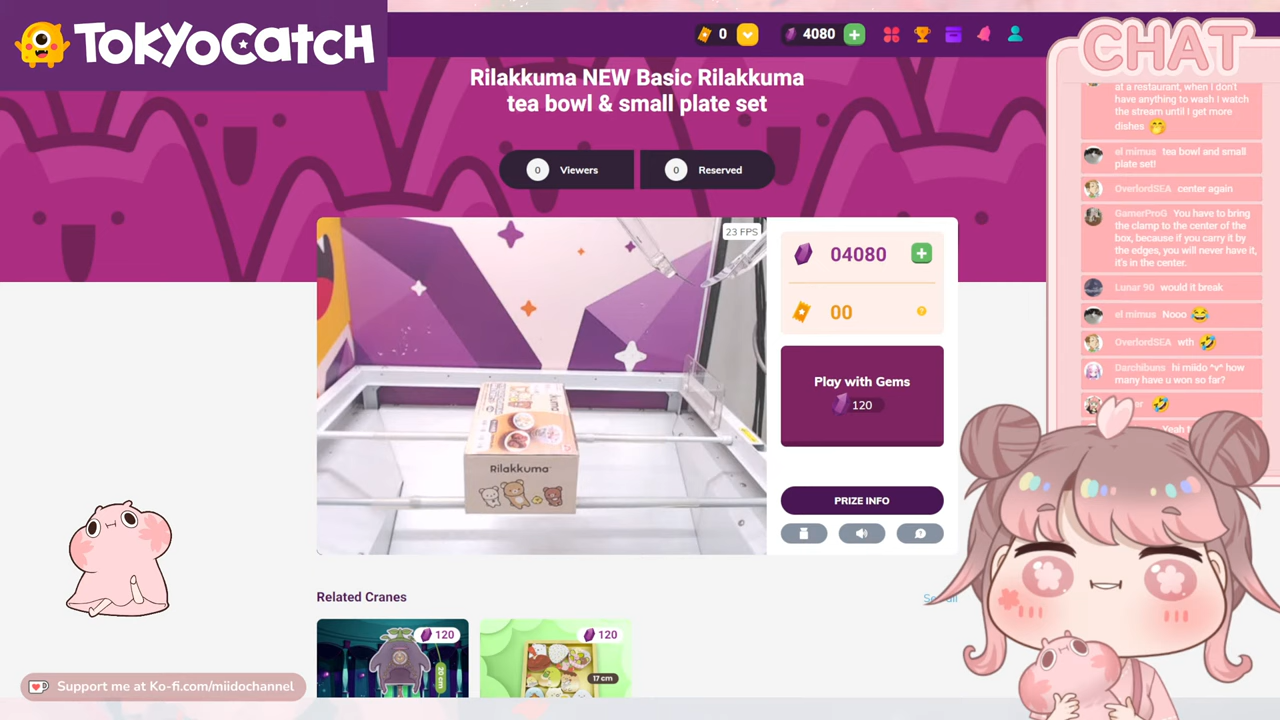 TOKYOCATCH
0
4080
Rilakkuma NEW Basic Rilakkuma
tea bowl & small plate set
0 Viewers
0 Reserved
23 FPS
04080
00
?
Play with Gems
120
PRIZE INFO
Rilakkuma
Related Cranes
120
20 cm
120
17 cm
Support me at Ko-fi.com/miidochannel
CHAT
at a restaurant, when I don't
have anything to wash I watch
the stream until I get more
dishes 🤭
el mimus tea bowl and small
plate set!
OverlordSEA center again
GamerProG You have to bring
the clamp to the center of the
box, because if you carry it by
the edges, you will never have it,
it's in the center.
Lunar 90 would it break
el mimus Nooo 😂
OverlordSEA wth 🤣
Darchibuns hi miido ^v^ how
many have u won so far?
🤣